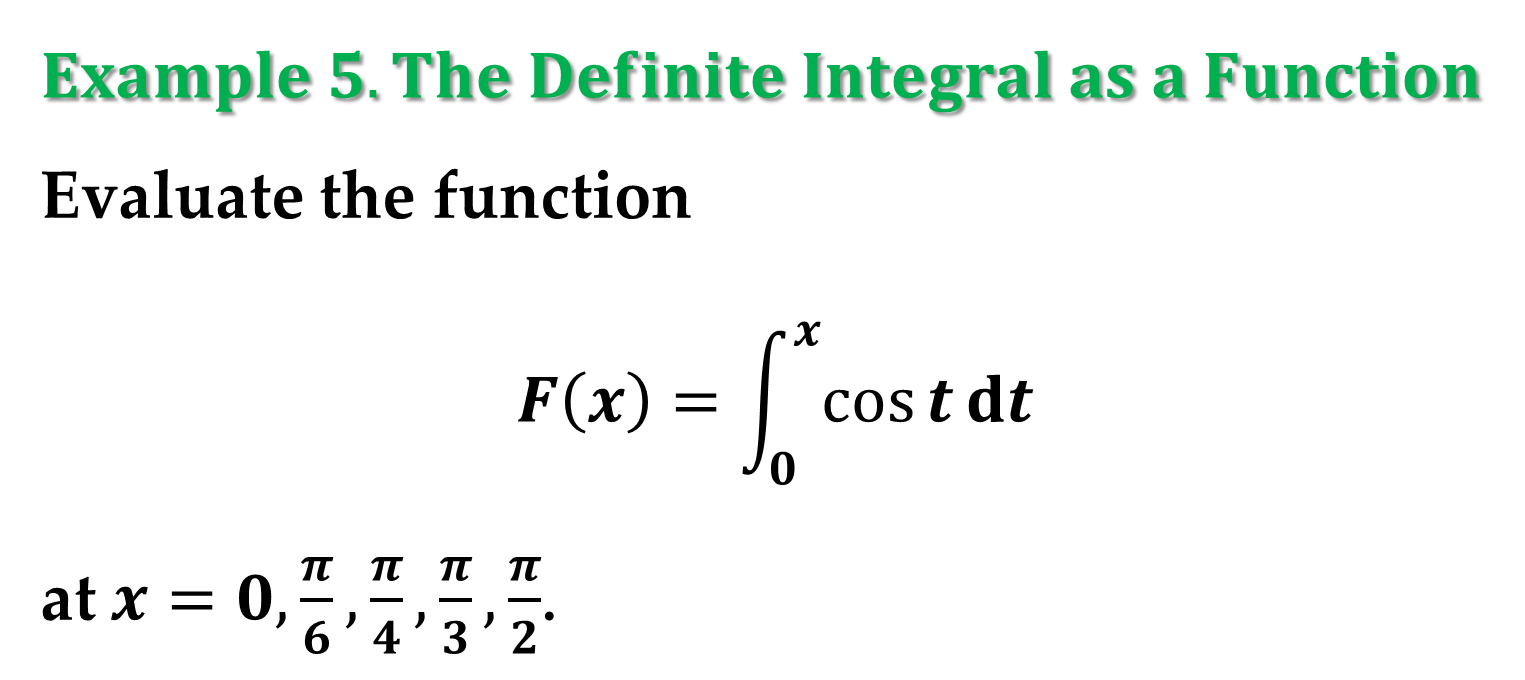 Example 5. The Definite Integral as a Function
Evaluate the function
F(x) = ∫₀ˣ cos t dt
at x = 0, π/6, π/4, π/3, π/2.